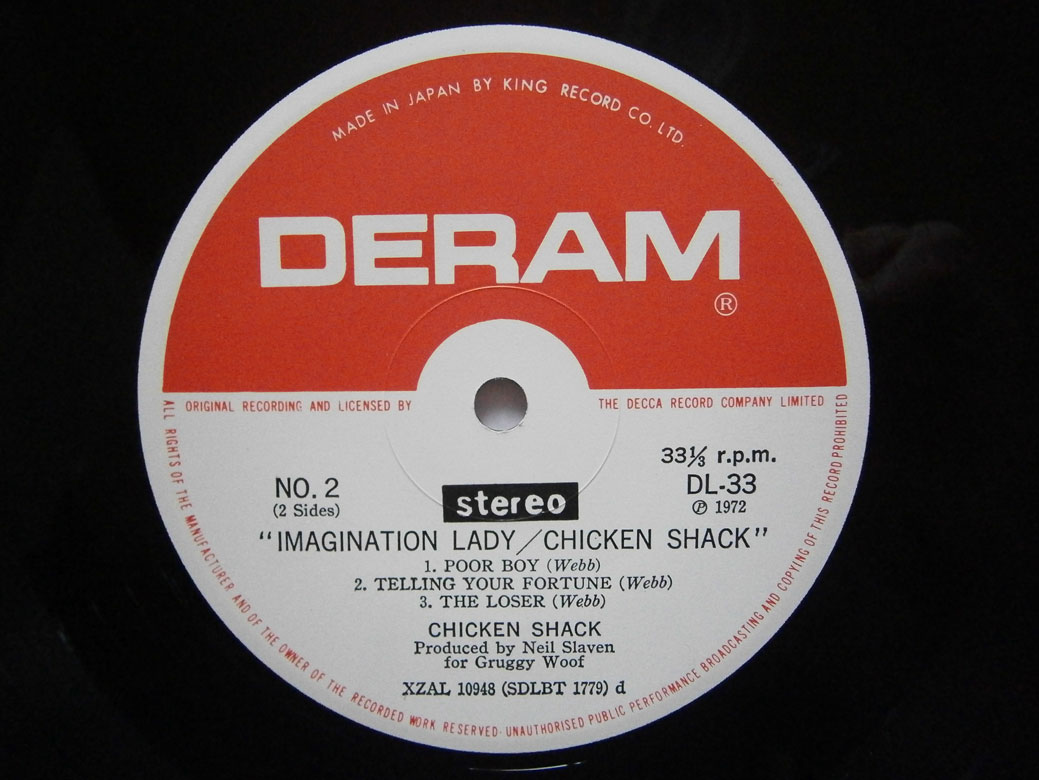 MADE IN JAPAN BY KING RECORD CO. LTD.
DERAM
®
ORIGINAL RECORDING AND LICENSED BY THE DECCA RECORD COMPANY LIMITED
33⅓ r.p.m.
NO. 2
DL-33
(2 Sides)
stereo
℗ 1972
"IMAGINATION LADY/CHICKEN SHACK"
1. POOR BOY (Webb)
2. TELLING YOUR FORTUNE (Webb)
3. THE LOSER (Webb)
CHICKEN SHACK
Produced by Neil Slaven
for Gruggy Woof
XZAL 10948 (SDLBT 1779) d
ALL RIGHTS OF THE MANUFACTURER AND OF THE OWNER OF THE RECORDED WORK RESERVED· UNAUTHORISED PUBLIC PERFORMANCE BROADCASTING AND COPYING OF THIS RECORD PROHIBITED